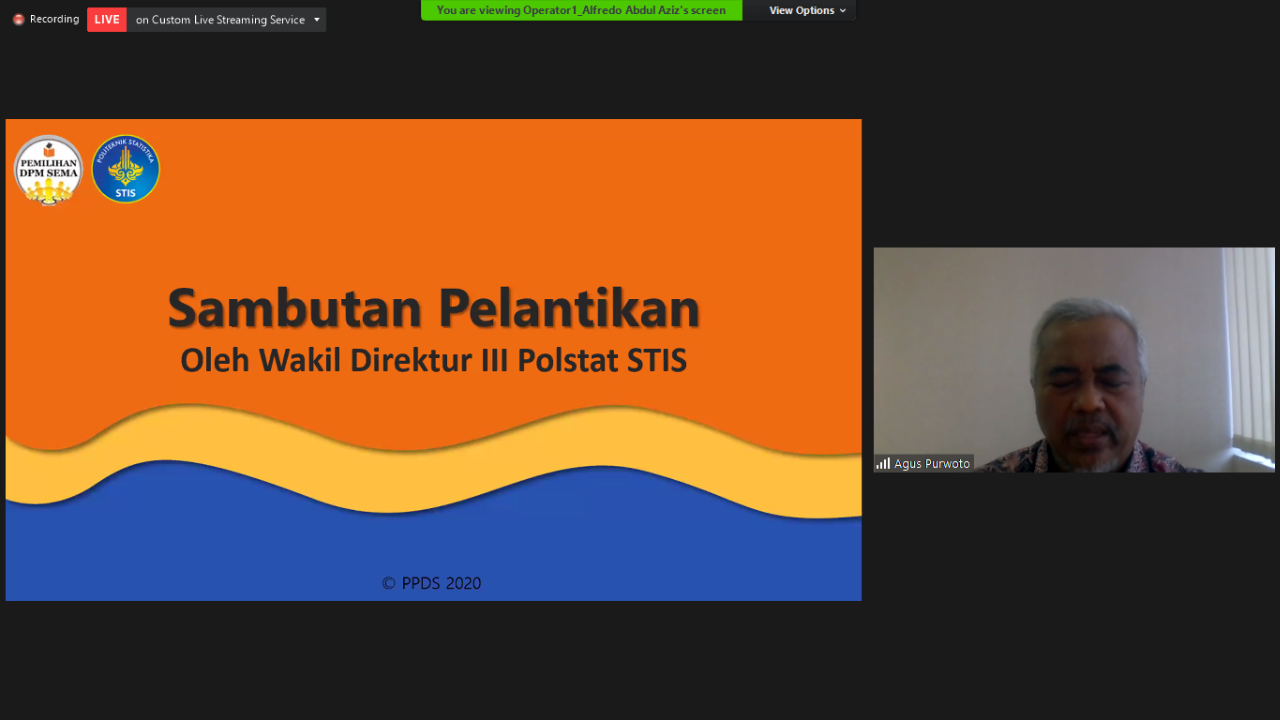 Recording
LIVE on Custom Live Streaming Service
You are viewing Operator1_Alfredo Abdul Aziz's screen
View Options
PEMILIHAN
DPM SEMA
POLITEKNIK STATISTIKA
STIS
Sambutan Pelantikan
Oleh Wakil Direktur III Polstat STIS
© PPDS 2020
Agus Purwoto